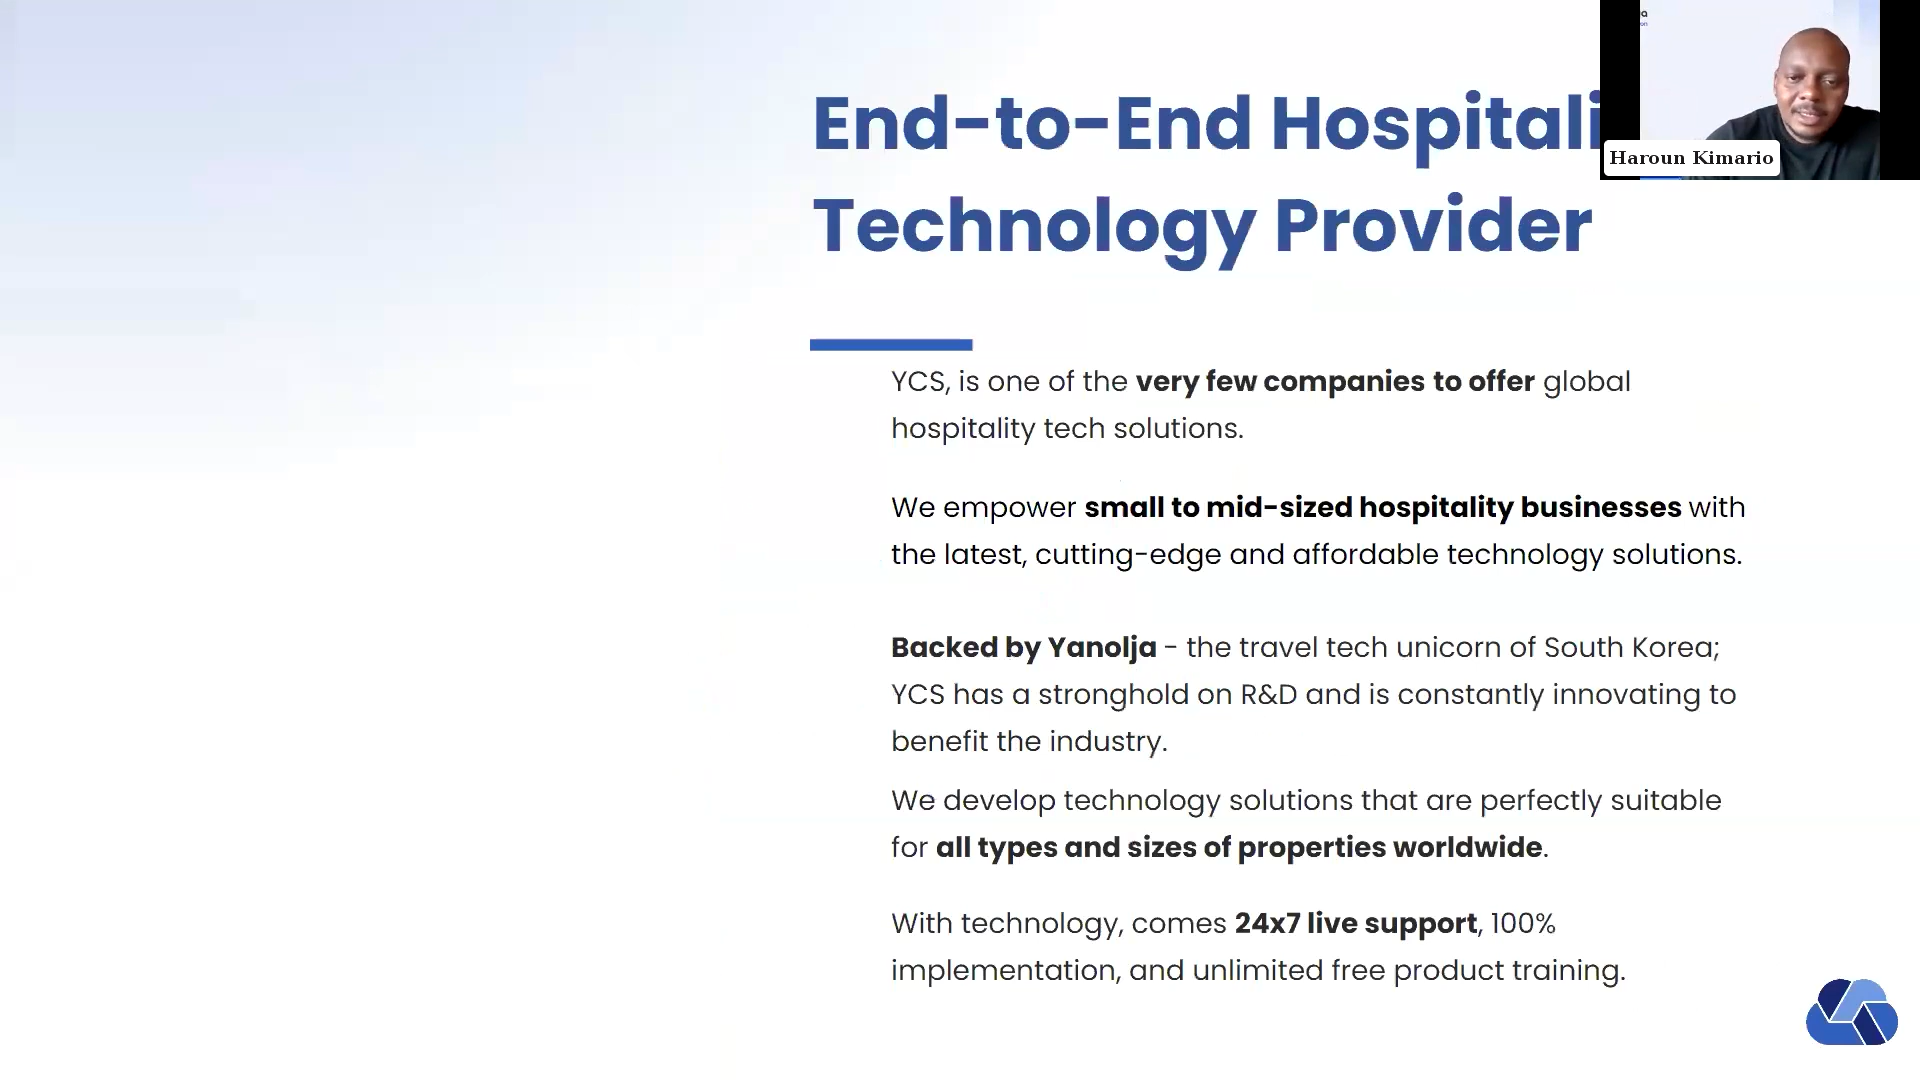 End-to-End Hospitali
Technology Provider
Haroun Kimario
YCS, is one of the very few companies to offer global
hospitality tech solutions.
We empower small to mid-sized hospitality businesses with
the latest, cutting-edge and affordable technology solutions.
Backed by Yanolja - the travel tech unicorn of South Korea;
YCS has a stronghold on R&D and is constantly innovating to
benefit the industry.
We develop technology solutions that are perfectly suitable
for all types and sizes of properties worldwide.
With technology, comes 24x7 live support, 100%
implementation, and unlimited free product training.